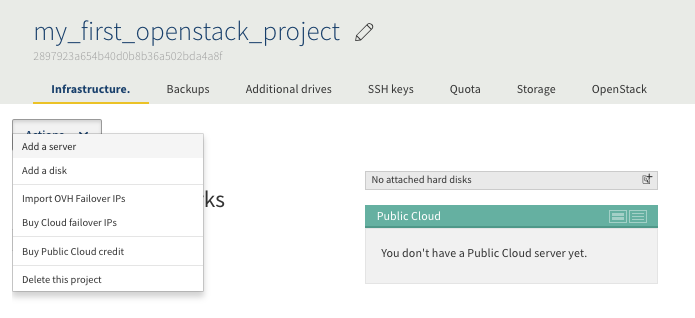 my_first_openstack_project
2897923a654b40d0b8b36a502bda4a8f
Infrastructure. Backups Additional drives SSH keys Quota Storage OpenStack
Actions
Add a server
Add a disk
Import OVH Failover IPs
Buy Cloud failover IPs
Buy Public Cloud credit
Delete this project
ks
No attached hard disks
Public Cloud
You don't have a Public Cloud server yet.